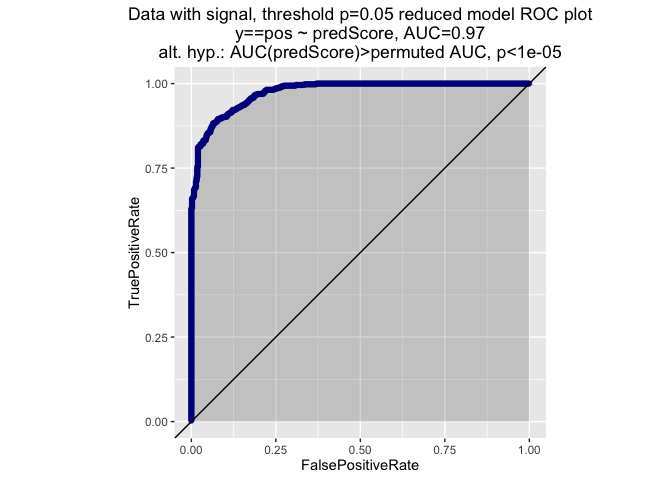 Data with signal, threshold p=0.05 reduced model ROC plot
y==pos ~ predScore, AUC=0.97
alt. hyp.: AUC(predScore)>permuted AUC, p<1e-05
1.00
0.75
0.50
0.25
0.00
TruePositiveRate
0.00 0.25 0.50 0.75 1.00
FalsePositiveRate